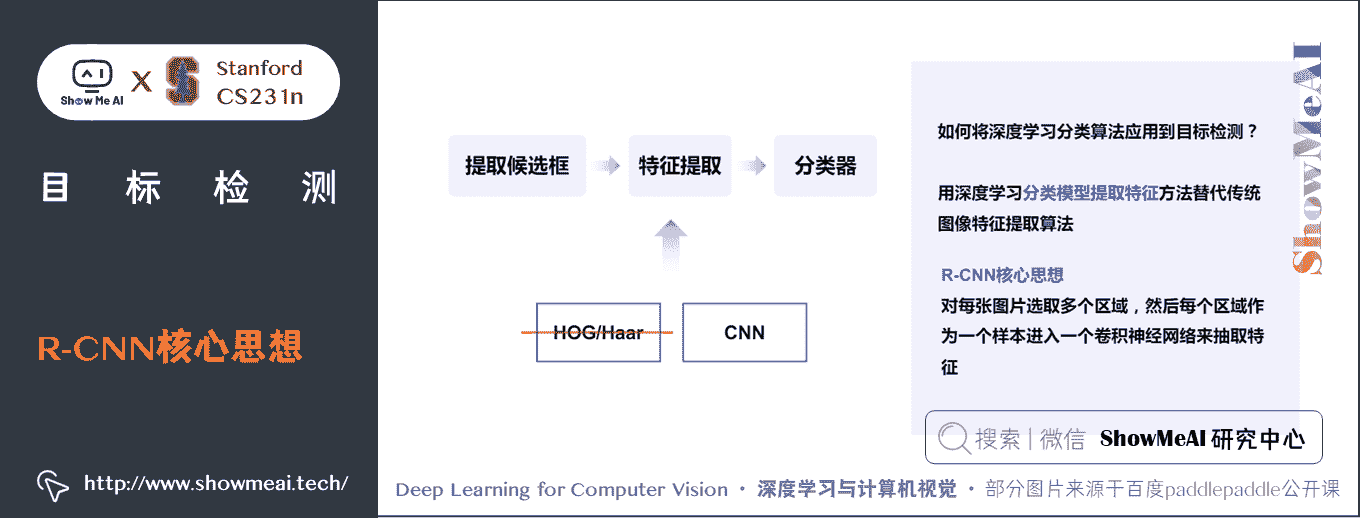 Show Me AI
X
Stanford
CS231n
目标检测
R-CNN核心思想
http://www.showmeai.tech/
提取候选框
特征提取
分类器
HOG/Haar
CNN
如何将深度学习分类算法应用到目标检测？
用深度学习分类模型提取特征方法替代传统
图像特征提取算法
R-CNN核心思想
对每张图片选取多个区域，然后每个区域作
为一个样本进入一个卷积神经网络来抽取特
征
ShowMeAI
搜索 | 微信 ShowMeAI 研究中心
Deep Learning for Computer Vision · 深度学习与计算机视觉 · 部分图片来源于百度paddlepaddle公开课